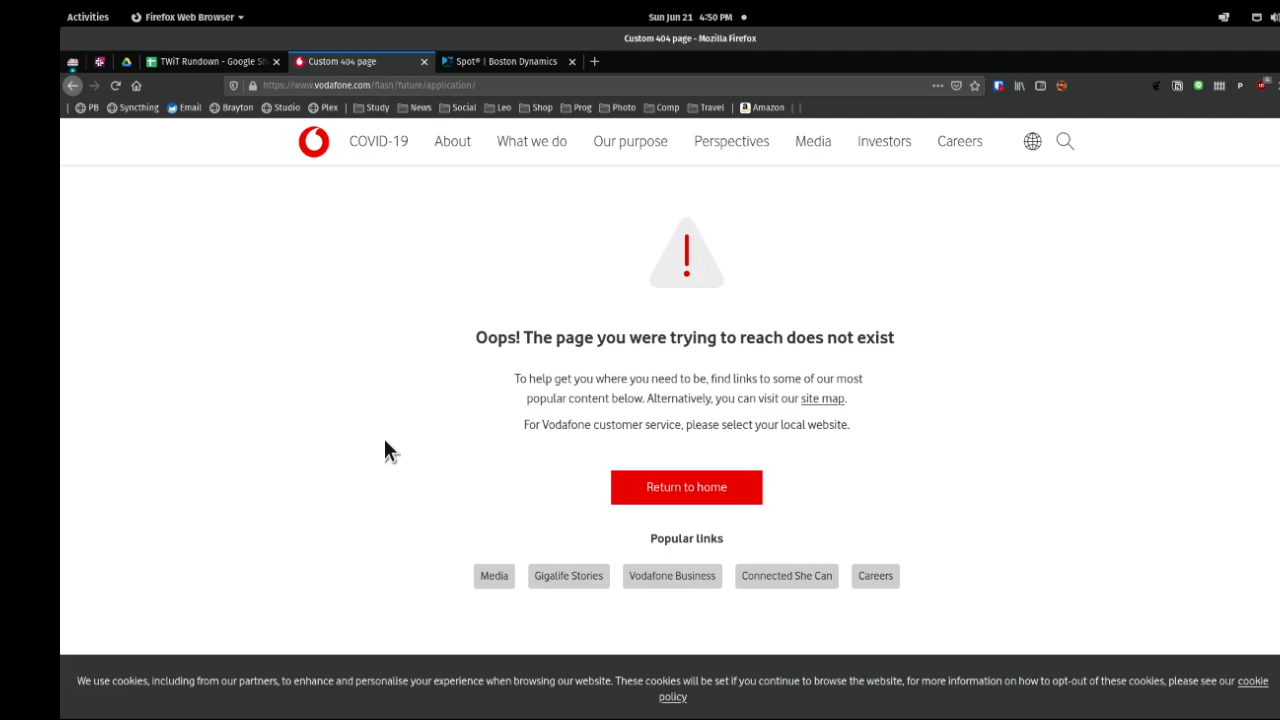 Activities Firefox Web Browser Sun Jun 21 4:50 PM
Custom 404 page - Mozilla Firefox
TWiT Rundown - Google Sh Custom 404 page Spot® | Boston Dynamics
https://www.vodafone.com/flash/future/application/
PB Syncthing Email Brayton Studio Plex Study News Social Leo Shop Prog Photo Comp Travel Amazon
COVID-19 About What we do Our purpose Perspectives Media Investors Careers
Oops! The page you were trying to reach does not exist
To help get you where you need to be, find links to some of our most
popular content below. Alternatively, you can visit our site map.
For Vodafone customer service, please select your local website.
Return to home
Popular links
Media Gigalife Stories Vodafone Business Connected She Can Careers
We use cookies, including from our partners, to enhance and personalise your experience when browsing our website. These cookies will be set if you continue to browse the website, for more information on how to opt-out of these cookies, please see our cookie
policy